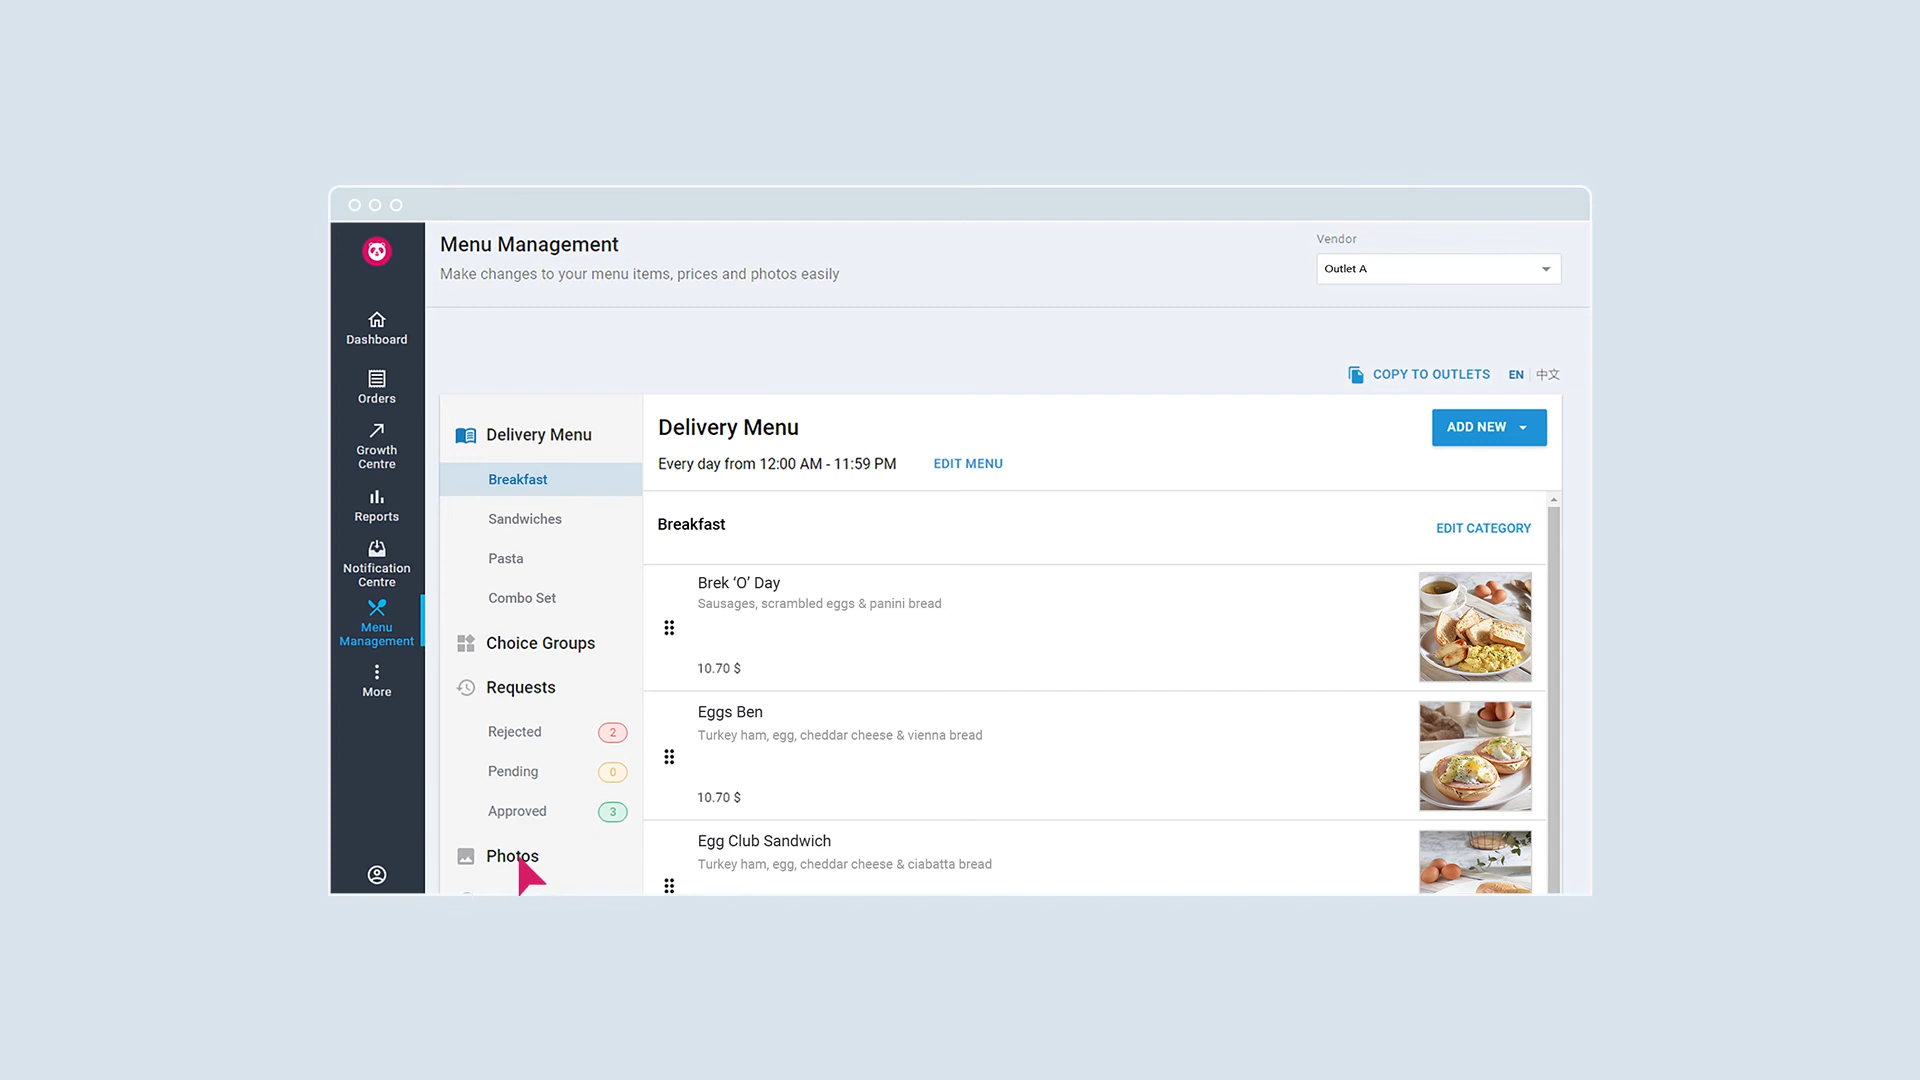 Menu Management
Make changes to your menu items, prices and photos easily
Vendor
Outlet A
Dashboard
Orders
Growth
Centre
Reports
Notification
Centre
Menu
Management
More
COPY TO OUTLETS
EN
中文
Delivery Menu
Breakfast
Sandwiches
Pasta
Combo Set
Choice Groups
Requests
Rejected 2
Pending 0
Approved 3
Photos
Delivery Menu
ADD NEW
Every day from 12:00 AM - 11:59 PM
EDIT MENU
Breakfast
EDIT CATEGORY
Brek ‘O’ Day
Sausages, scrambled eggs & panini bread
10.70 $
Eggs Ben
Turkey ham, egg, cheddar cheese & vienna bread
10.70 $
Egg Club Sandwich
Turkey ham, egg, cheddar cheese & ciabatta bread